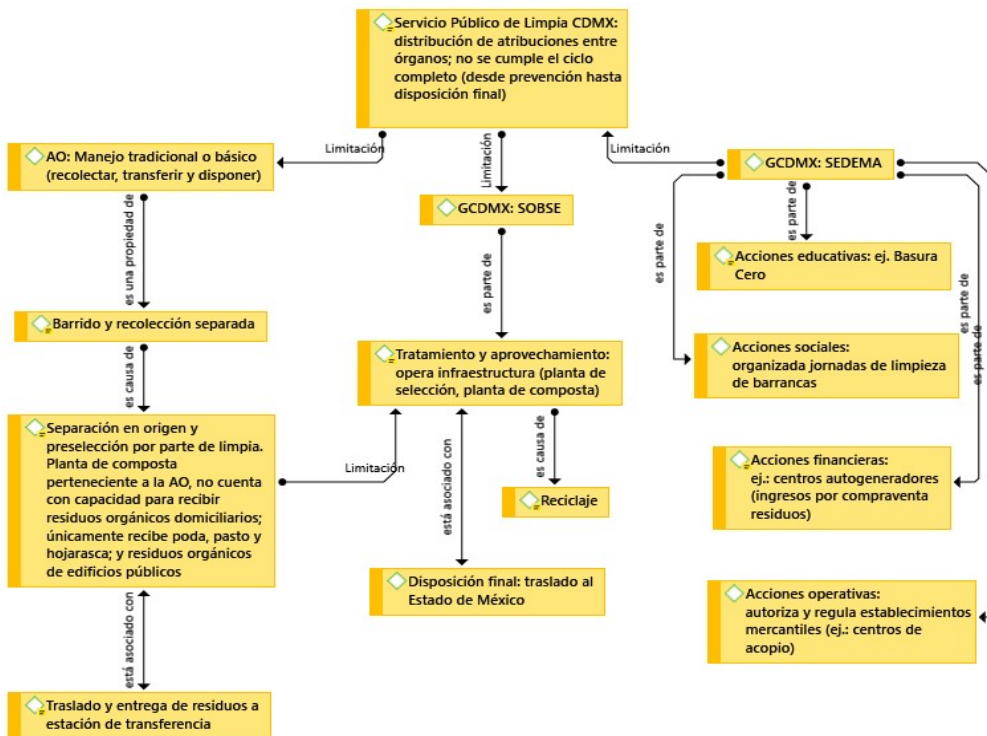 Servicio Público de Limpia CDMX:
distribución de atribuciones entre
órganos; no se cumple el ciclo
completo (desde prevención hasta
disposición final)
Limitación
Limitación
Limitación
AO: Manejo tradicional o básico
(recolectar, transferir y disponer)
GCDMX: SEDEMA
GCDMX: SOBSE
es una propiedad de
es parte de
es parte de
es parte de
es parte de
es parte de
Acciones educativas: ej. Basura
Cero
Barrido y recolección separada
Tratamiento y aprovechamiento:
opera infraestructura (planta de
selección, planta de composta)
Acciones sociales:
organizada jornadas de limpieza
de barrancas
es causa de
Separación en origen y
preselección por parte de limpia.
Planta de composta
perteneciente a la AO, no cuenta
con capacidad para recibir
residuos orgánicos domiciliarios;
únicamente recibe poda, pasto y
hojarasca; y residuos orgánicos
de edificios públicos
Limitación
está asociado con
es causa de
Reciclaje
Acciones financieras:
ej.: centros autogeneradores
(ingresos por compraventa
residuos)
Disposición final: traslado al
Estado de México
Acciones operativas:
autoriza y regula establecimientos
mercantiles (ej.: centros de
acopio)
está asociado con
Traslado y entrega de residuos a
estación de transferencia